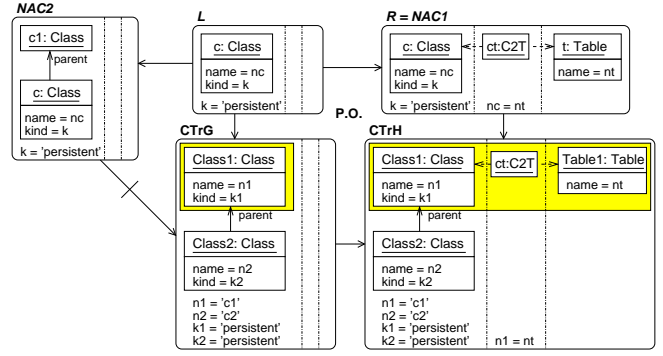 NAC2
c1: Class
parent
c: Class
name = nc
kind = k
k = 'persistent'
L
c: Class
name = nc
kind = k
k = 'persistent'
R = NAC1
c: Class
ct:C2T
t: Table
name = nc
kind = k
name = nt
k = 'persistent'
nc = nt
P.O.
CTrG
Class1: Class
name = n1
kind = k1
parent
Class2: Class
name = n2
kind = k2
n1 = 'c1'
n2 = 'c2'
k1 = 'persistent'
k2 = 'persistent'
CTrH
Class1: Class
ct:C2T
Table1: Table
name = n1
kind = k1
name = nt
parent
Class2: Class
name = n2
kind = k2
n1 = 'c1'
n2 = 'c2'
k1 = 'persistent'
k2 = 'persistent'
n1 = nt